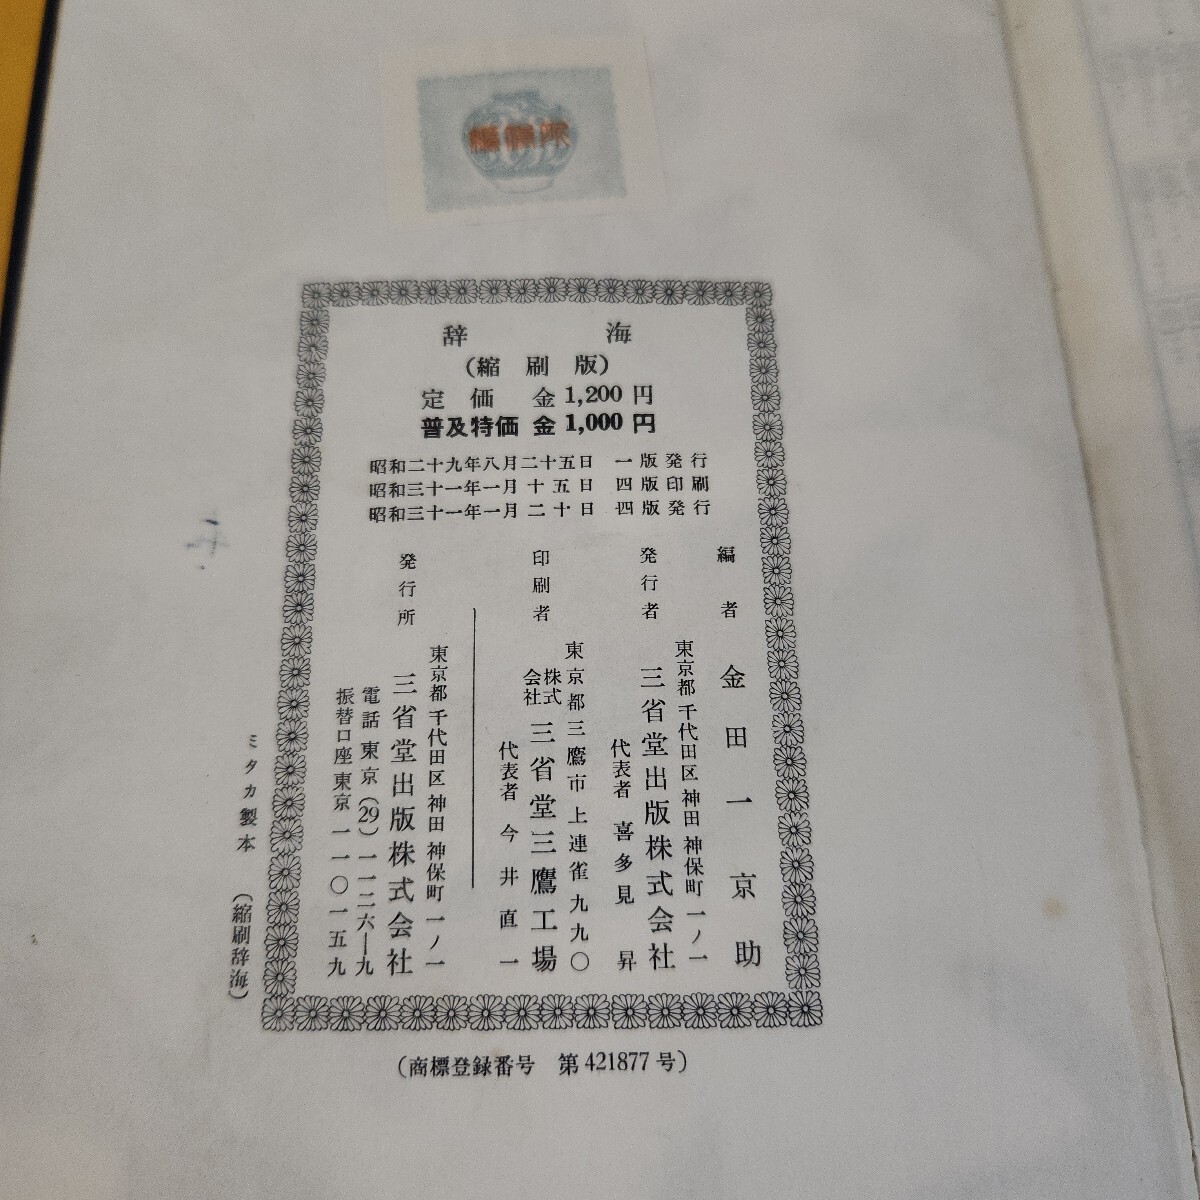 辞海
(縮刷版)
定価 金 1,200 円
普及特価 金 1,000 円
昭和二十九年八月二十五日 一版発行
昭和三十一年一月十五日 四版印刷
昭和三十一年一月二十日 四版発行
編者 金田一京助
発行者 東京都千代田区神田神保町一ノ一
三省堂出版株式会社
代表者 喜多見昇
印刷者 東京都三鷹市上連雀九九〇
株式会社 三省堂三鷹工場
代表者 今井直一
発行所 東京都千代田区神田神保町一ノ一
三省堂出版株式会社
電話東京(29)一一二六―九
振替口座東京一一〇一五九
ミタカ製本 (縮刷辞海)
(商標登録番号 第421877号)